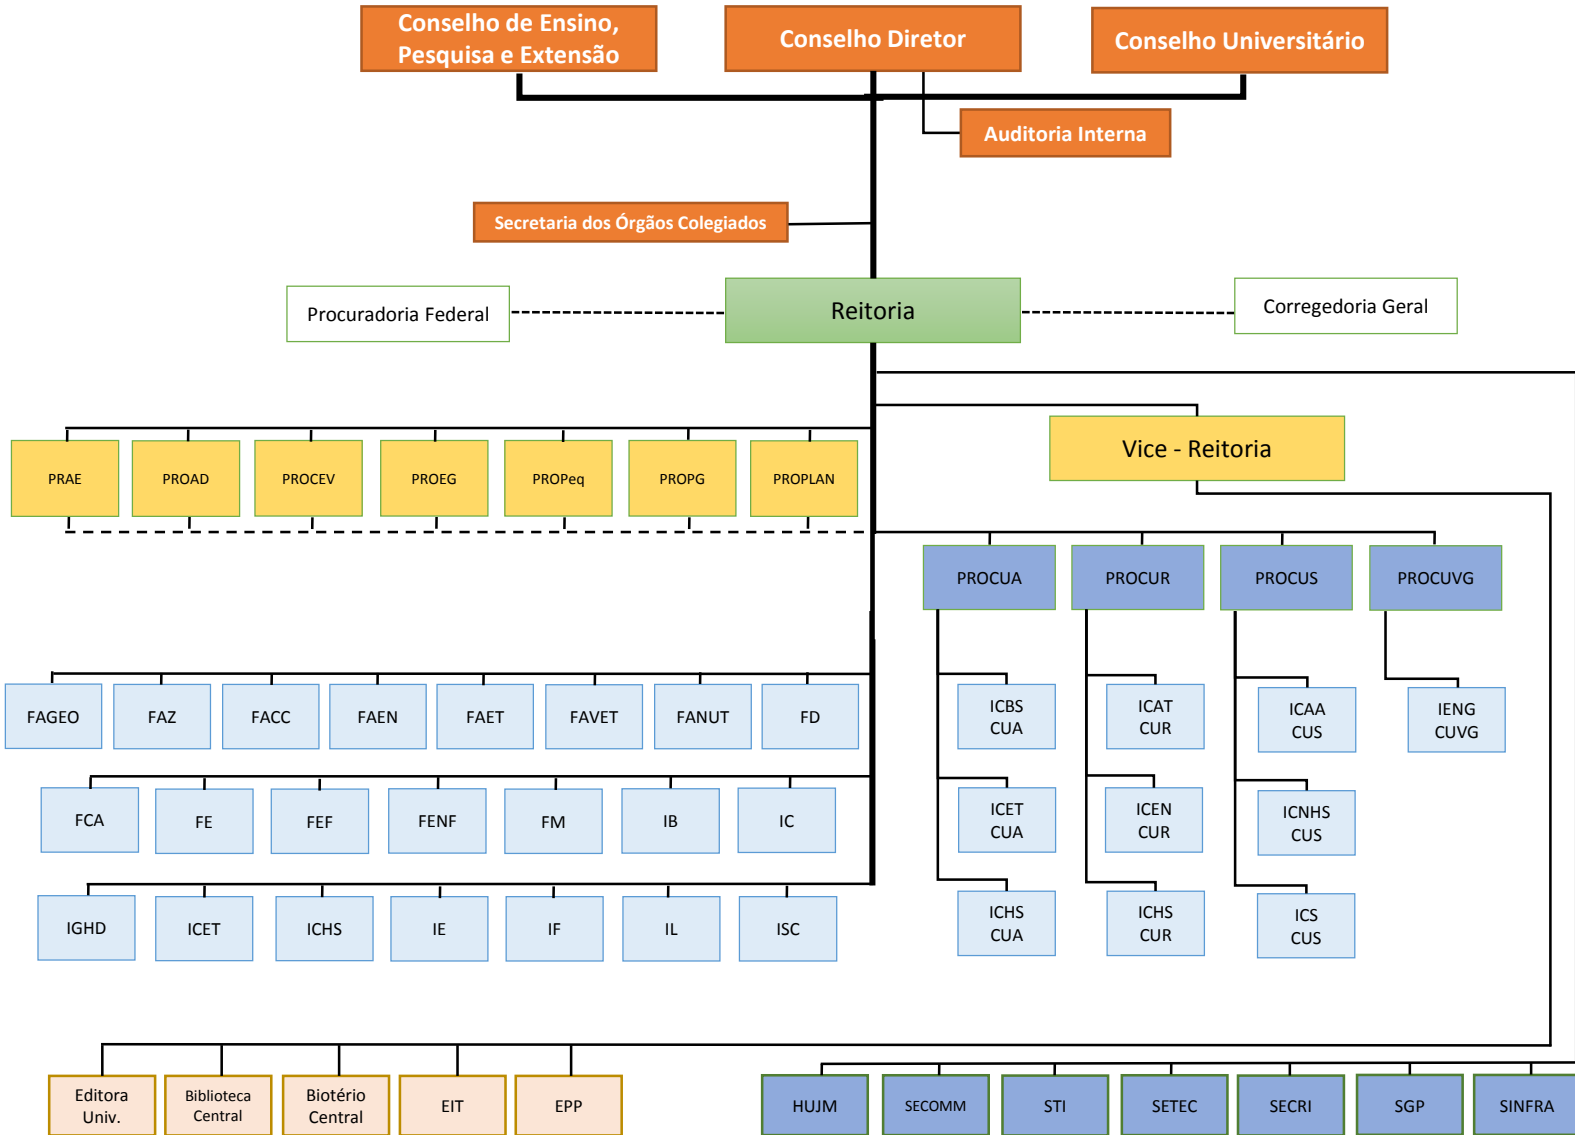 Conselho de Ensino,
Pesquisa e Extensão
Conselho Diretor
Conselho Universitário
Auditoria Interna
Secretaria dos Órgãos Colegiados
Procuradoria Federal
Reitoria
Corregedoria Geral
Vice - Reitoria
PRAE
PROAD
PROCEV
PROEG
PROPeq
PROPG
PROPLAN
PROCUA
PROCUR
PROCUS
PROCUVG
FAGEO
FAZ
FACC
FAEN
FAET
FAVET
FANUT
FD
ICBS
CUA
ICAT
CUR
ICAA
CUS
IENG
CUVG
FCA
FE
FEF
FENF
FM
IB
IC
ICET
CUA
ICEN
CUR
ICNHS
CUS
IGHD
ICET
ICHS
IE
IF
IL
ISC
ICHS
CUA
ICHS
CUR
ICS
CUS
Editora
Univ.
Biblioteca
Central
Biotério
Central
EIT
EPP
HUJM
SECOMM
STI
SETEC
SECRI
SGP
SINFRA